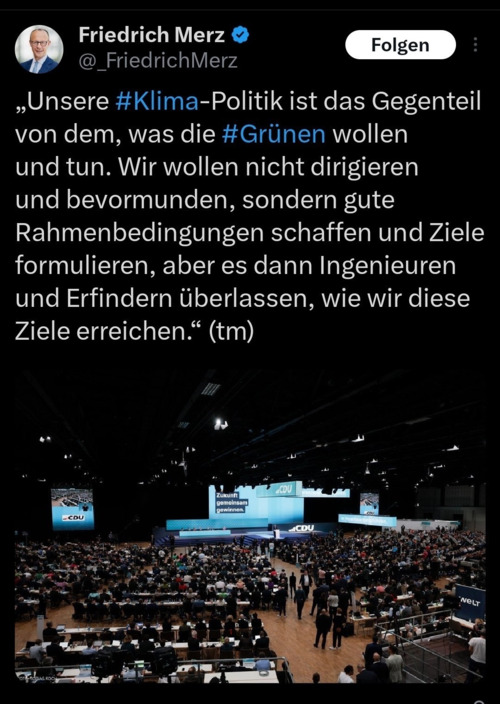 Friedrich Merz
@_FriedrichMerz
Folgen
„Unsere #Klima-Politik ist das Gegenteil
von dem, was die #Grünen wollen
und tun. Wir wollen nicht dirigieren
und bevormunden, sondern gute
Rahmenbedingungen schaffen und Ziele
formulieren, aber es dann Ingenieuren
und Erfindern überlassen, wie wir diese
Ziele erreichen.“ (tm)
CDU
Zukunft
gemeinsam
gewinnen.
CDU
CDU
welt